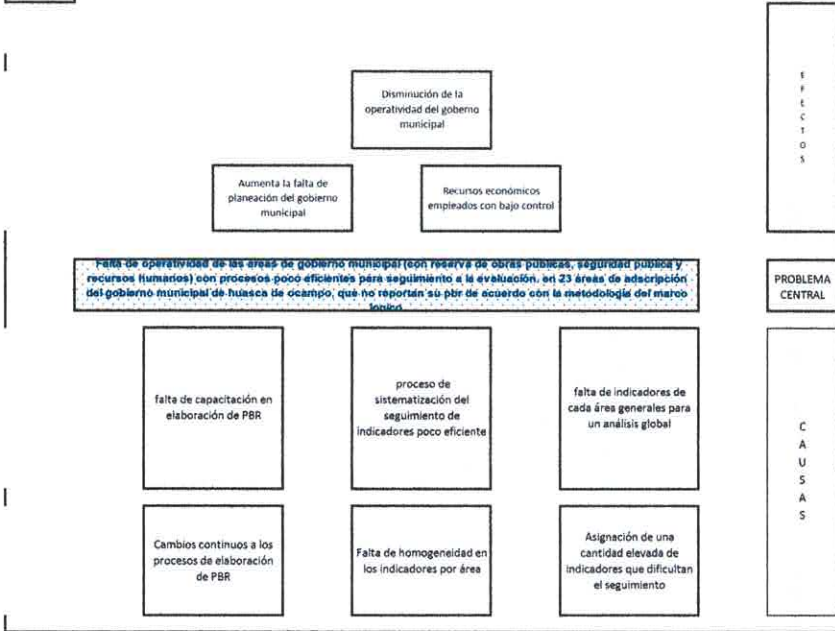 Disminución de la
operatividad del goberno
municipal
E
F
E
C
T
O
S
Aumenta la falta de
planeación del gobierno
municipal
Recursos económicos
empleados con bajo control
Falta de operatividad de las áreas de gobierno municipal (con reserva de obras públicas, seguridad pública y
recursos Humanos) con procesos poco eficientes para seguimiento a la evaluación, en 23 áreas de adscripción
del gobierno municipal de huasca de ocampo, que no reportan su pbr de acuerdo con la metodología del marco
logico
PROBLEMA
CENTRAL
falta de capacitación en
elaboración de PBR
proceso de
sistematización del
seguimiento de
indicadores poco eficiente
falta de indicadores de
cada área generales para
un análisis global
C
A
U
S
A
S
Cambios continuos a los
procesos de elaboración
de PBR
Falta de homogeneidad en
los indicadores por área
Asignación de una
cantidad elevada de
indicadores que dificultan
el seguimiento